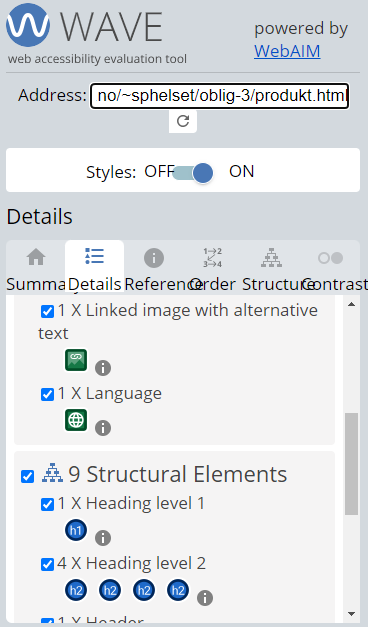 WAVE
powered by
WebAIM
web accessibility evaluation tool
Address: no/~sphelset/oblig-3/produkt.html
Styles: OFF ON
Details
Summary Details Reference Order Structure Contrast
1 X Linked image with alternative
text
1 X Language
9 Structural Elements
1 X Heading level 1
h1
4 X Heading level 2
h2 h2 h2 h2
1 X Header